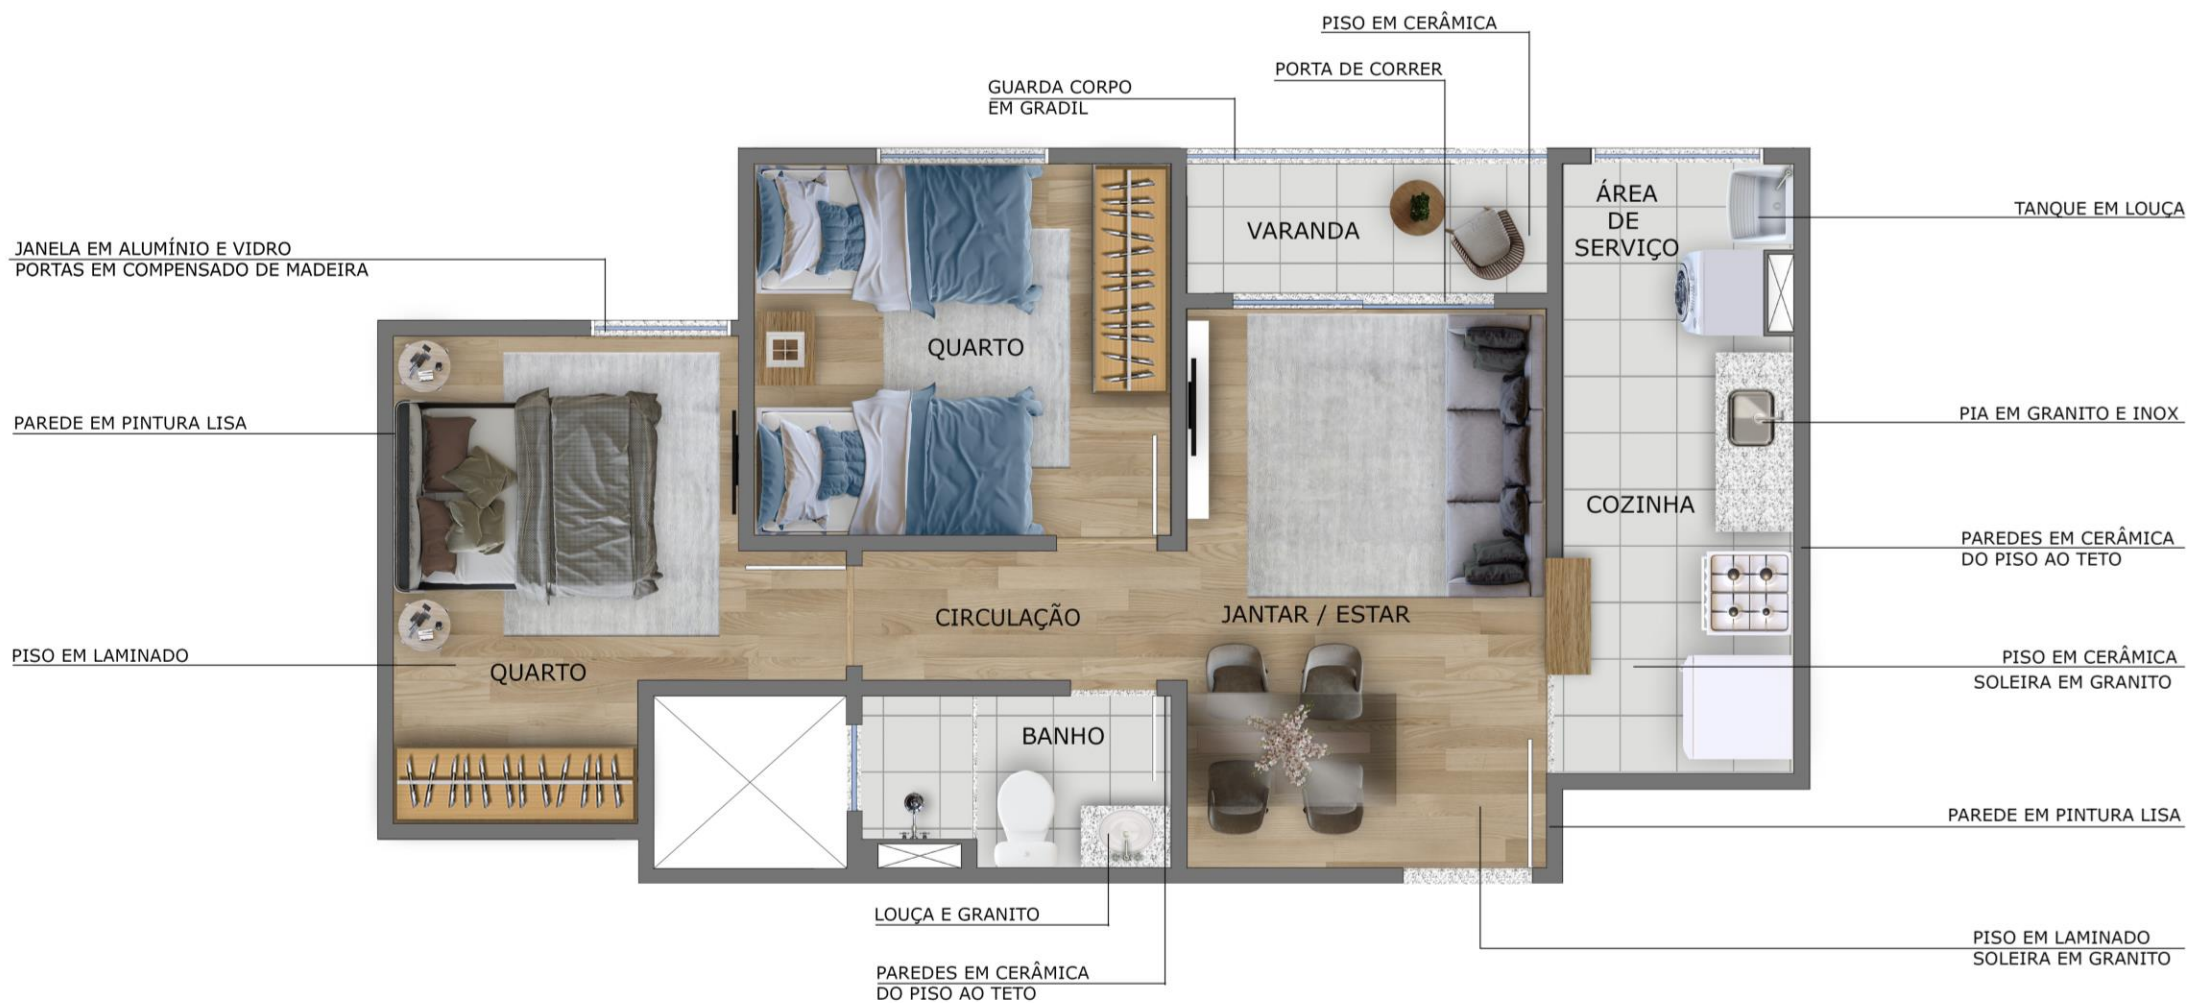 PISO EM CERÂMICA
PORTA DE CORRER
GUARDA CORPO
EM GRADIL
ÁREA
DE
SERVIÇO
VARANDA
TANQUE EM LOUÇA
JANELA EM ALUMÍNIO E VIDRO
PORTAS EM COMPENSADO DE MADEIRA
QUARTO
PAREDE EM PINTURA LISA
PIA EM GRANITO E INOX
COZINHA
PAREDES EM CERÂMICA
DO PISO AO TETO
CIRCULAÇÃO
JANTAR / ESTAR
PISO EM LAMINADO
QUARTO
PISO EM CERÂMICA
SOLEIRA EM GRANITO
BANHO
PAREDE EM PINTURA LISA
LOUÇA E GRANITO
PISO EM LAMINADO
SOLEIRA EM GRANITO
PAREDES EM CERÂMICA
DO PISO AO TETO